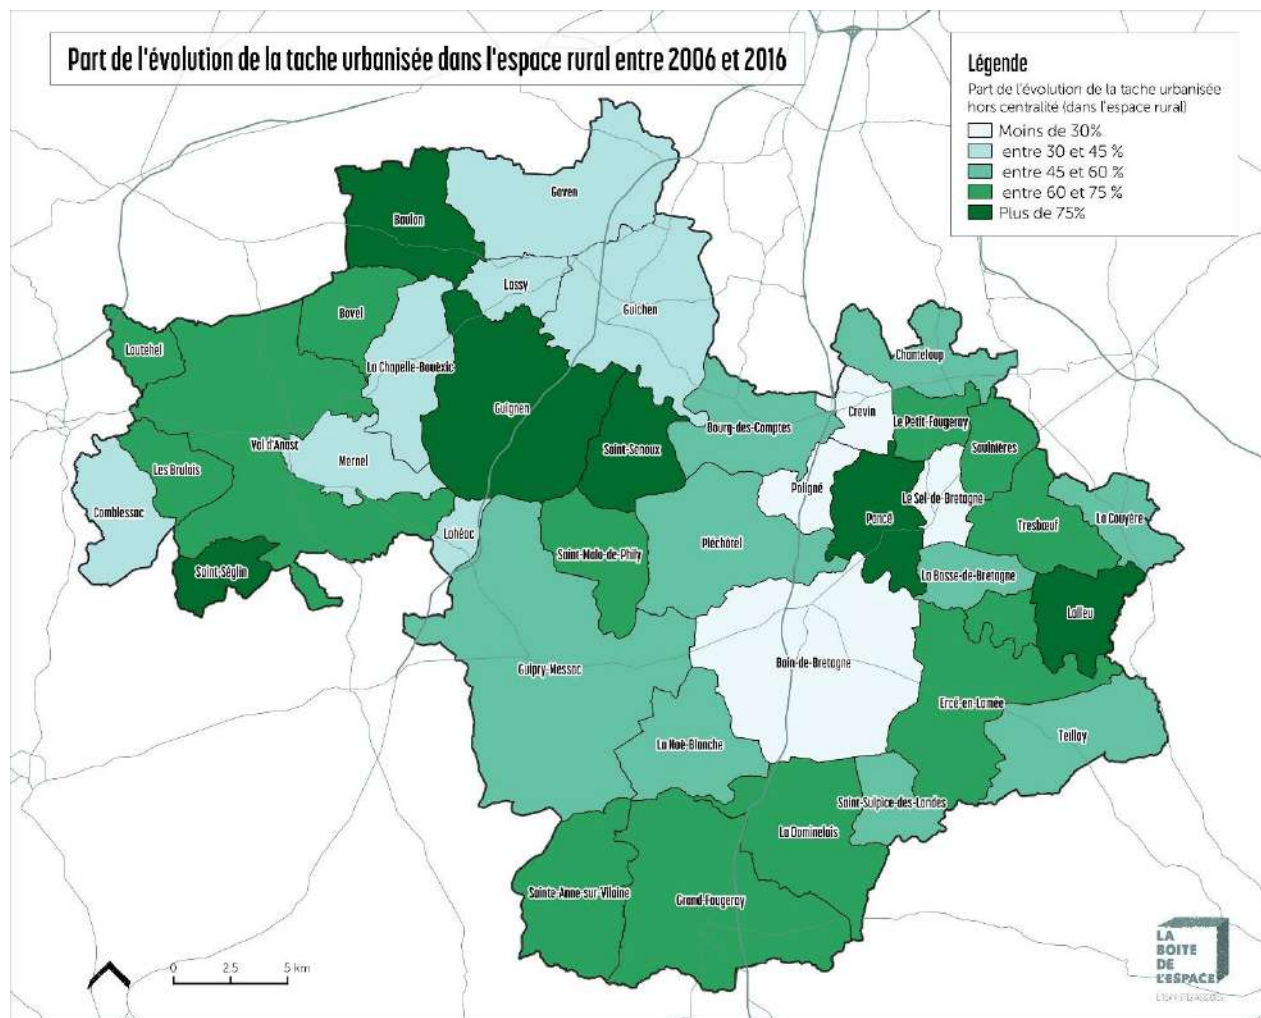 Part de l'évolution de la tache urbanisée dans l'espace rural entre 2006 et 2016
Légende
Part de l'évolution de la tache urbanisée
hors centralité (dans l'espace rural)
Moins de 30%
entre 30 et 45 %
entre 45 et 60 %
entre 60 et 75 %
Plus de 75%
Goven
Baulon
Lassy
Guichen
Bovel
Loutehel
La Chapelle-Bouëxic
Chanteloup
Guignen
Crevin
Le Petit-Fougeray
Bourg-des-Comptes
Val d'Anast
Saint-Senoux
Saulnières
Mernel
Les Brulais
Poligné
Le Sel-de-Bretagne
Comblessac
Pancé
La Couyère
Tresbœuf
Lohéac
Pléchâtel
Saint-Malo-de-Phily
Saint-Séglin
La Bosse-de-Bretagne
Lalleu
Bain-de-Bretagne
Guipry-Messac
Ercé-en-Lamée
Teillay
La Noë-Blanche
Saint-Sulpice-des-Landes
La Dominelais
Sainte-Anne-sur-Vilaine
Grand-Fougeray
0 2.5 5 km
LA
BOITE
DE
L'ESPACE